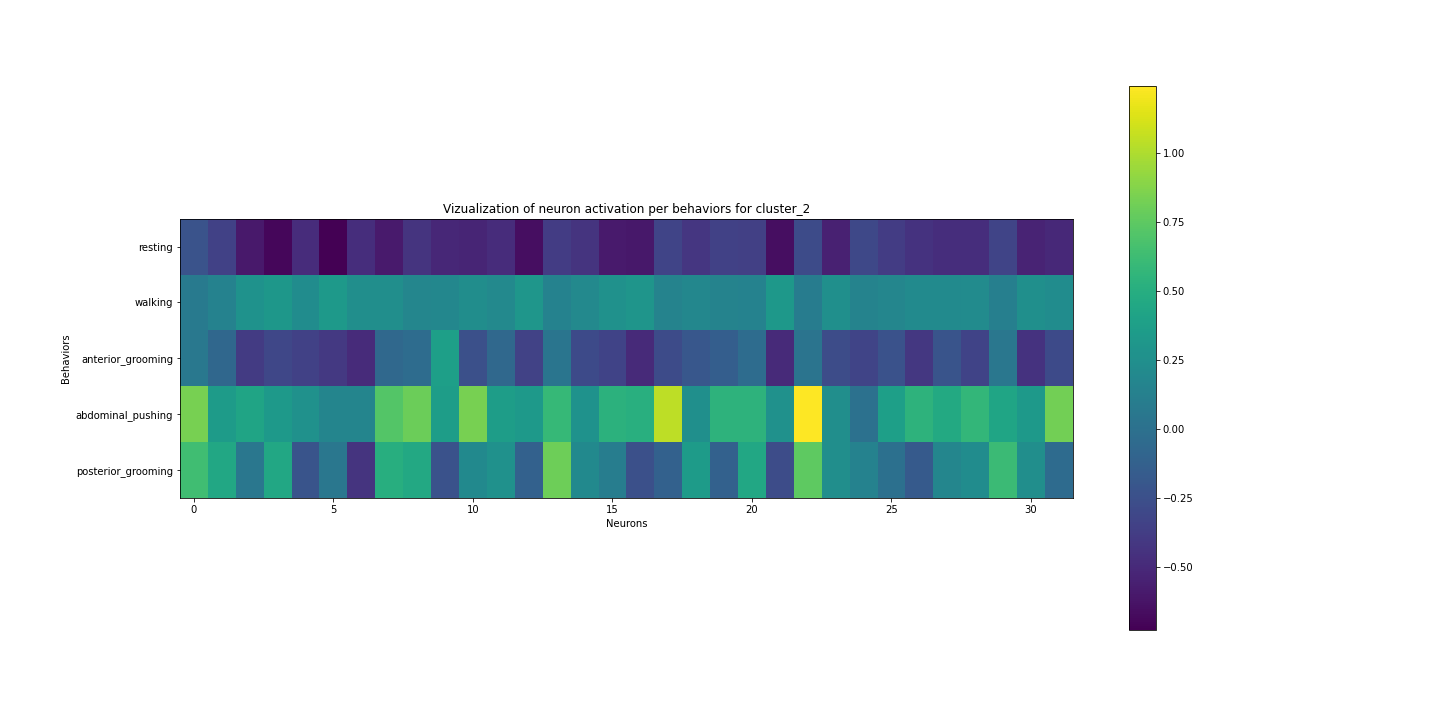 Vizualization of neuron activation per behaviors for cluster_2
Behaviors
resting
walking
anterior_grooming
abdominal_pushing
posterior_grooming
0 5 10 15 20 25 30
Neurons
1.00
0.75
0.50
0.25
0.00
−0.25
−0.50